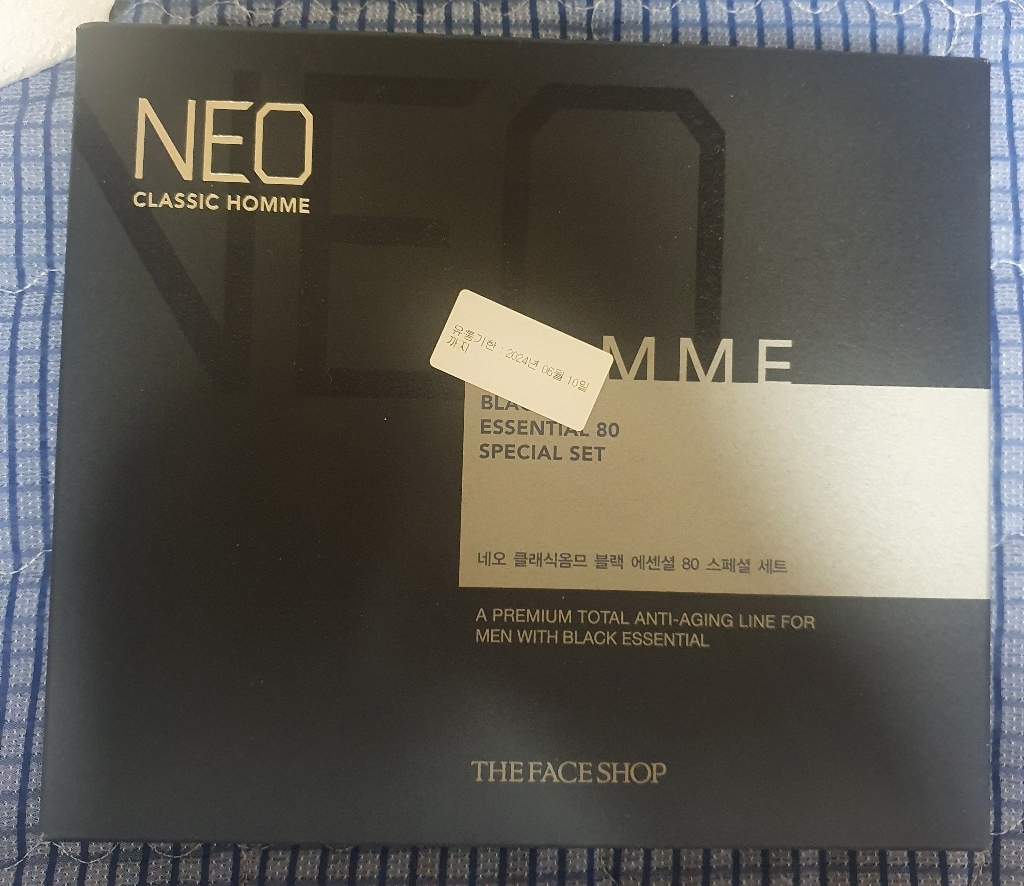 NEO
NEO
CLASSIC HOMME
유통기한 : 2024년 06월 10일
까지
MME
ESSENTIAL 80
SPECIAL SET
네오 클래식옴므 블랙 에센셜 80 스페셜 세트
A PREMIUM TOTAL ANTI-AGING LINE FOR
MEN WITH BLACK ESSENTIAL
THE FACE SHOP